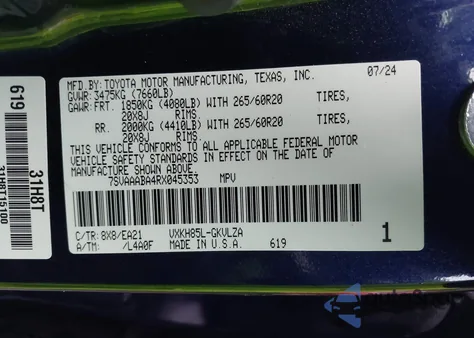 MFD.BY: TOYOTA MOTOR MANUFACTURING, TEXAS, INC. 07/24
GVWR: 3475KG (7660LB)
GAWR: FRT. 1850KG (4080LB) WITH 265/60R20 TIRES,
20X8J RIMS,
RR. 2000KG (4410LB) WITH 265/60R20 TIRES,
20X8J RIMS.
THIS VEHICLE CONFORMS TO ALL APPLICABLE FEDERAL MOTOR
VEHICLE SAFETY STANDARDS IN EFFECT ON THE DATE OF
MANUFACTURE SHOWN ABOVE.
7SVAAABA4RX045353 MPV
C/TR: 8X8/EA21 VXKH85L-GKVLZA
A/TM: /L4A0F MADE IN U.S.A. 619 1
619
31H8T
31H8T15100